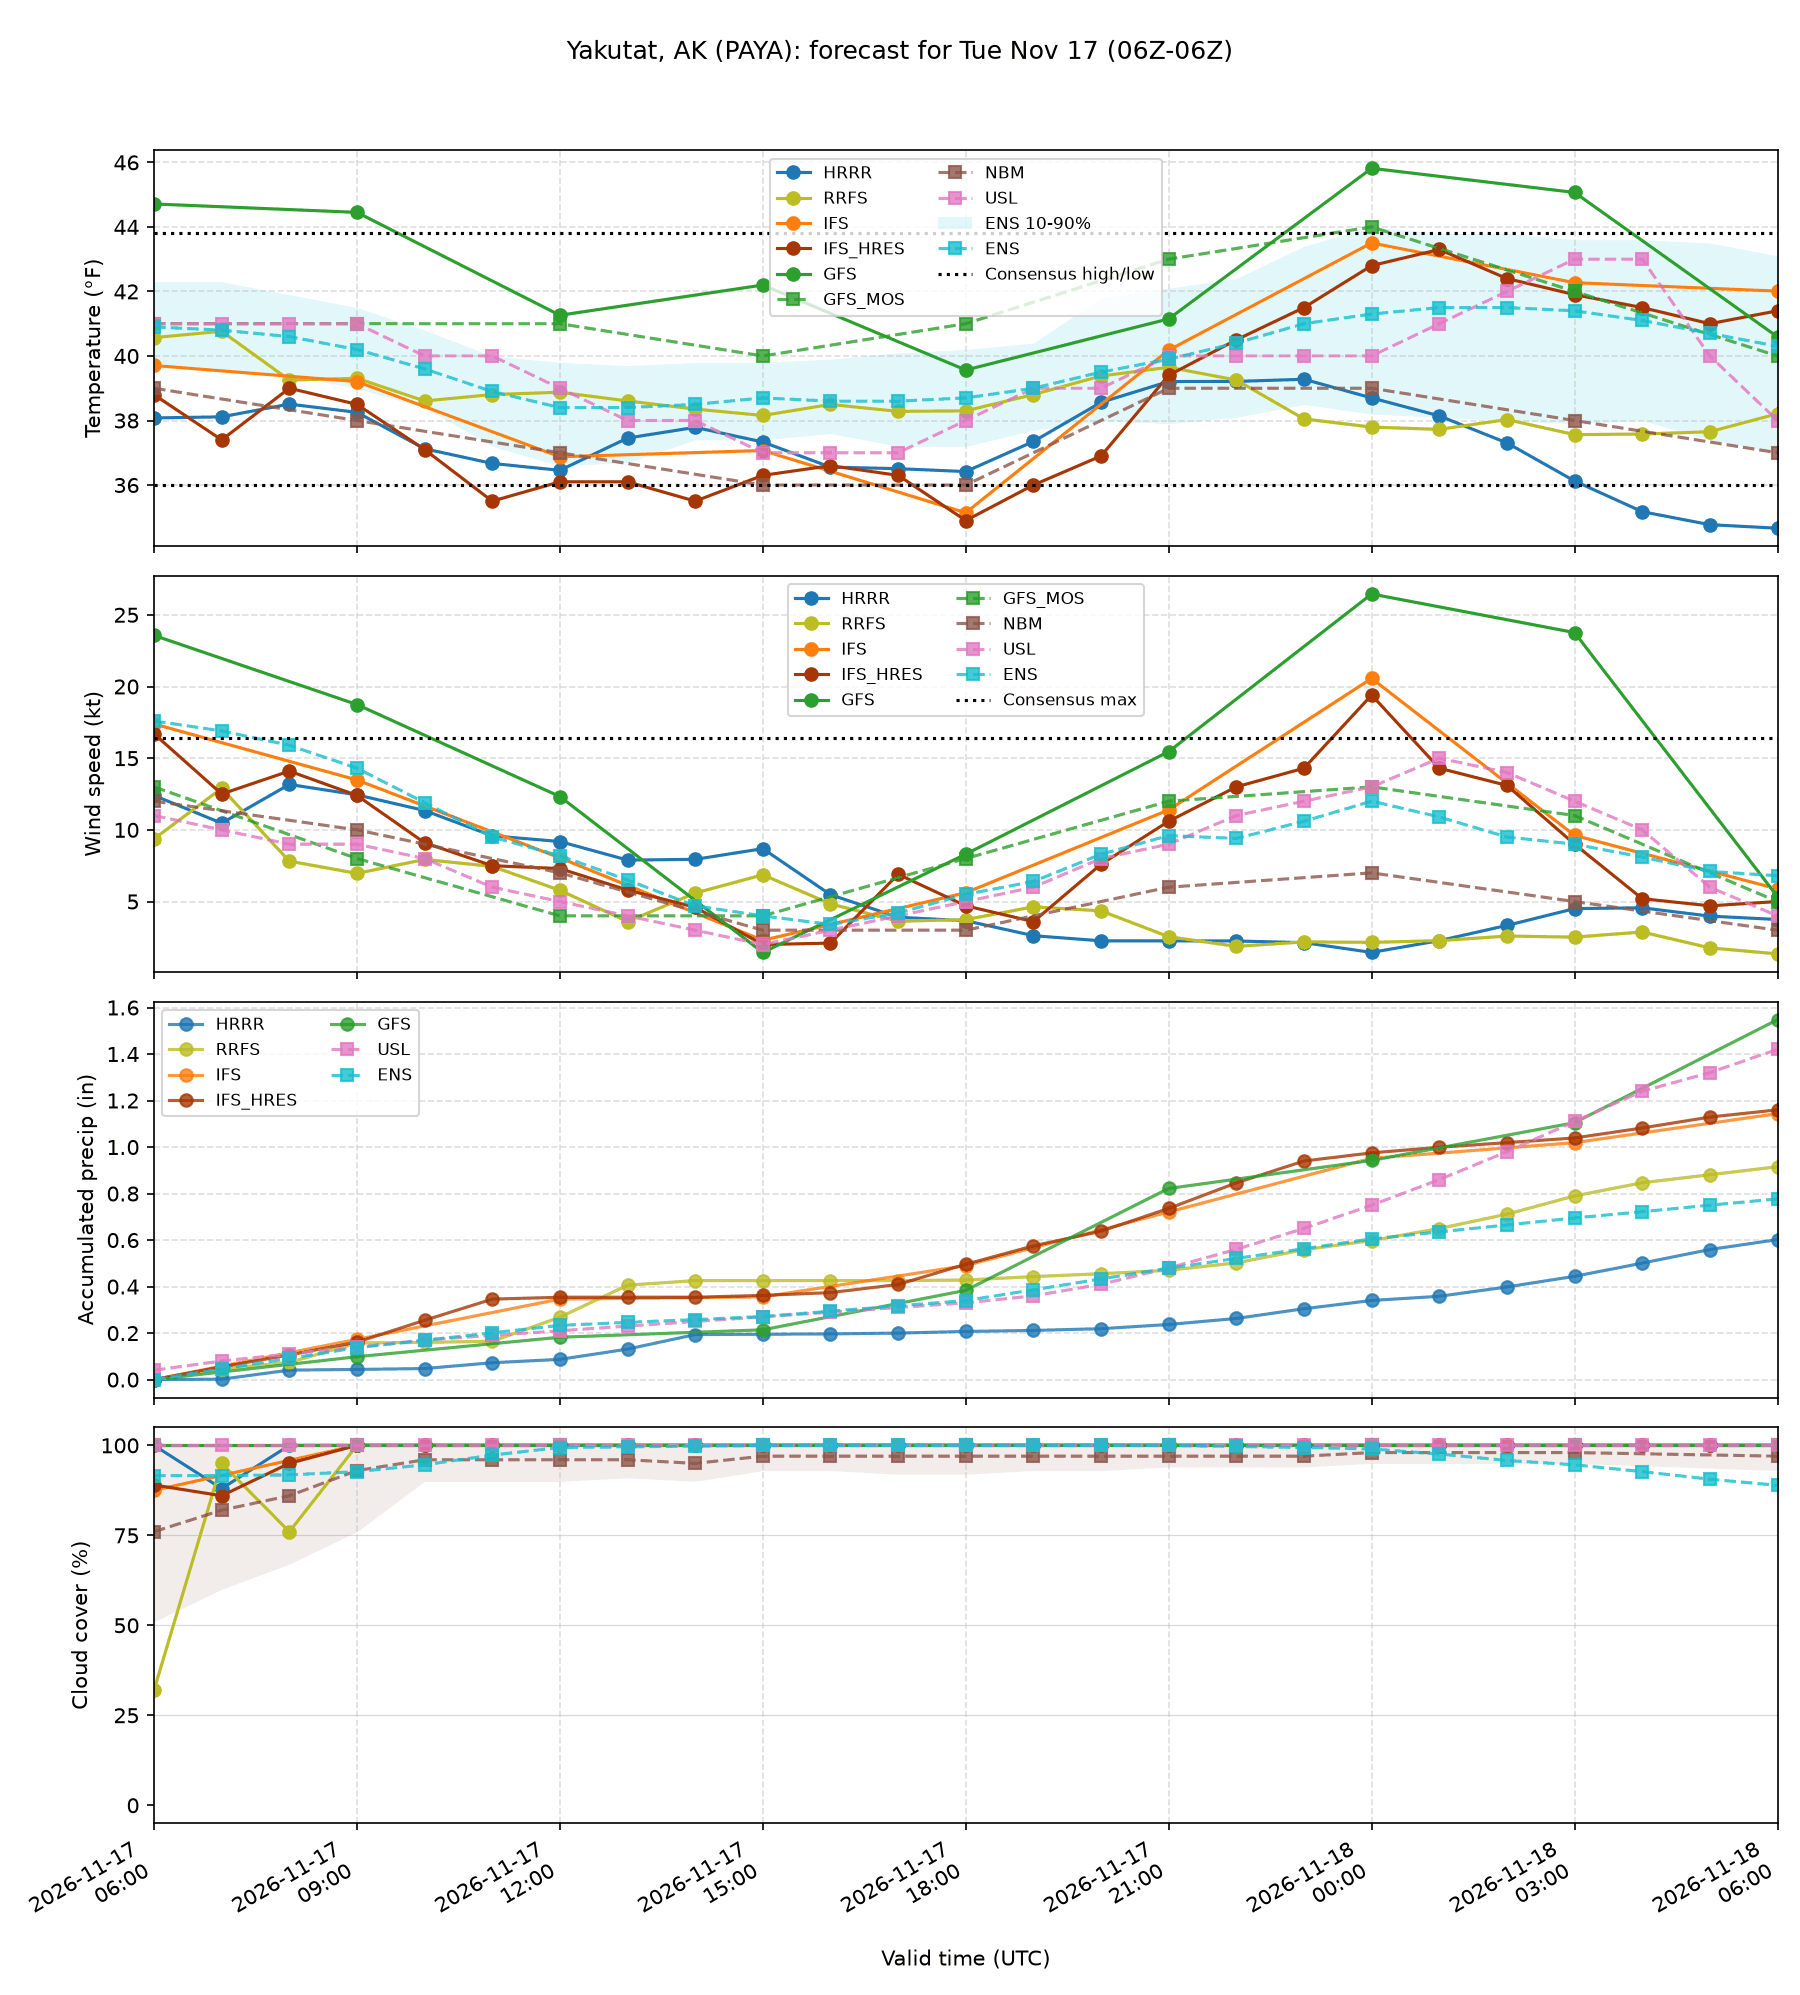 Yakutat, AK (PAYA): forecast for Tue Nov 17 (06Z-06Z)
Temperature (°F)
46
44
42
40
38
36
HRRR
RRFS
IFS
IFS_HRES
GFS
GFS_MOS
NBM
USL
ENS 10-90%
ENS
Consensus high/low
Wind speed (kt)
25
20
15
10
5
HRRR
RRFS
IFS
IFS_HRES
GFS
GFS_MOS
NBM
USL
ENS
Consensus max
Accumulated precip (in)
1.6
1.4
1.2
1.0
0.8
0.6
0.4
0.2
0.0
HRRR
RRFS
IFS
IFS_HRES
GFS
USL
ENS
Cloud cover (%)
100
75
50
25
0
2026-11-17
06:00
2026-11-17
09:00
2026-11-17
12:00
2026-11-17
15:00
2026-11-17
18:00
2026-11-17
21:00
2026-11-18
00:00
2026-11-18
03:00
2026-11-18
06:00
Valid time (UTC)